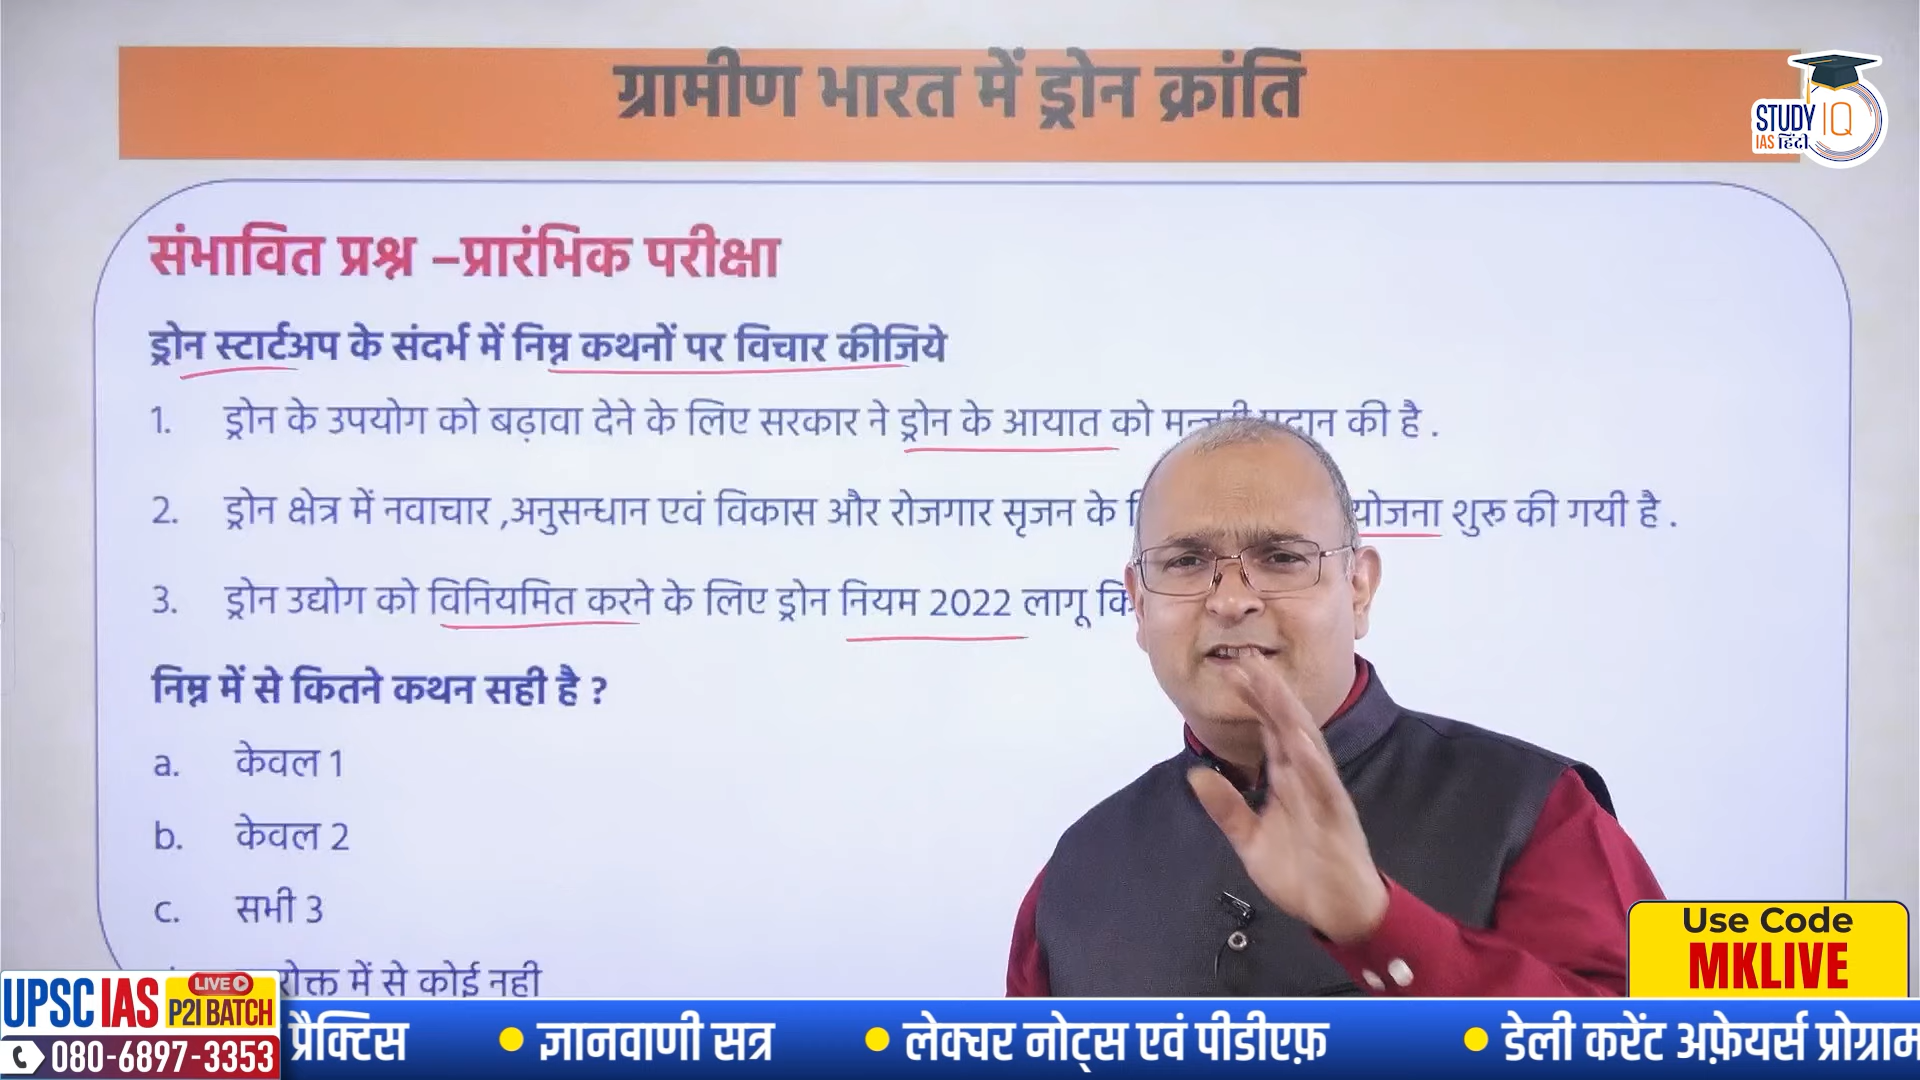 ग्रामीण भारत में ड्रोन क्रांति
STUDY IQ
IAS हिंदी
संभावित प्रश्न –प्रारंभिक परीक्षा
ड्रोन स्टार्टअप के संदर्भ में निम्न कथनों पर विचार कीजिये
1. ड्रोन के उपयोग को बढ़ावा देने के लिए सरकार ने ड्रोन के आयात को की है .
2. ड्रोन क्षेत्र में नवाचार ,अनुसन्धान एवं विकास और रोजगार सृजन के योजना शुरू की गयी है .
3. ड्रोन उद्योग को विनियमित करने के लिए ड्रोन नियम 2022 लागू
निम्न में से कितने कथन सही है ?
a. केवल 1
b. केवल 2
c. सभी 3
में से कोई नही
Use Code
MKLIVE
UPSC IAS LIVE
P2I BATCH
080-6897-3353
प्रैक्टिस • ज्ञानवाणी सत्र • लेक्चर नोट्स एवं पीडीएफ़ • डेली करेंट अफ़ेयर्स प्रोग्राम